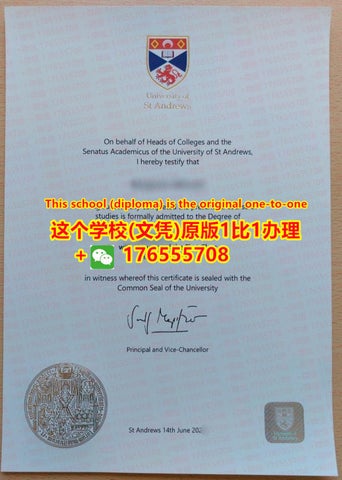 University of
St Andrews
On behalf of Heads of Colleges and the
Senatus Academicus of the University of St Andrews,
I hereby testify that
This school (diploma) is the original one-to-one
studies is formally admitted to the Degree of
这个学校(文凭)原版1比1办理
+ 176555708
in witness whereof this certificate is sealed with the
Common Seal of the University
Principal and Vice-Chancellor
St Andrews 14th June 202